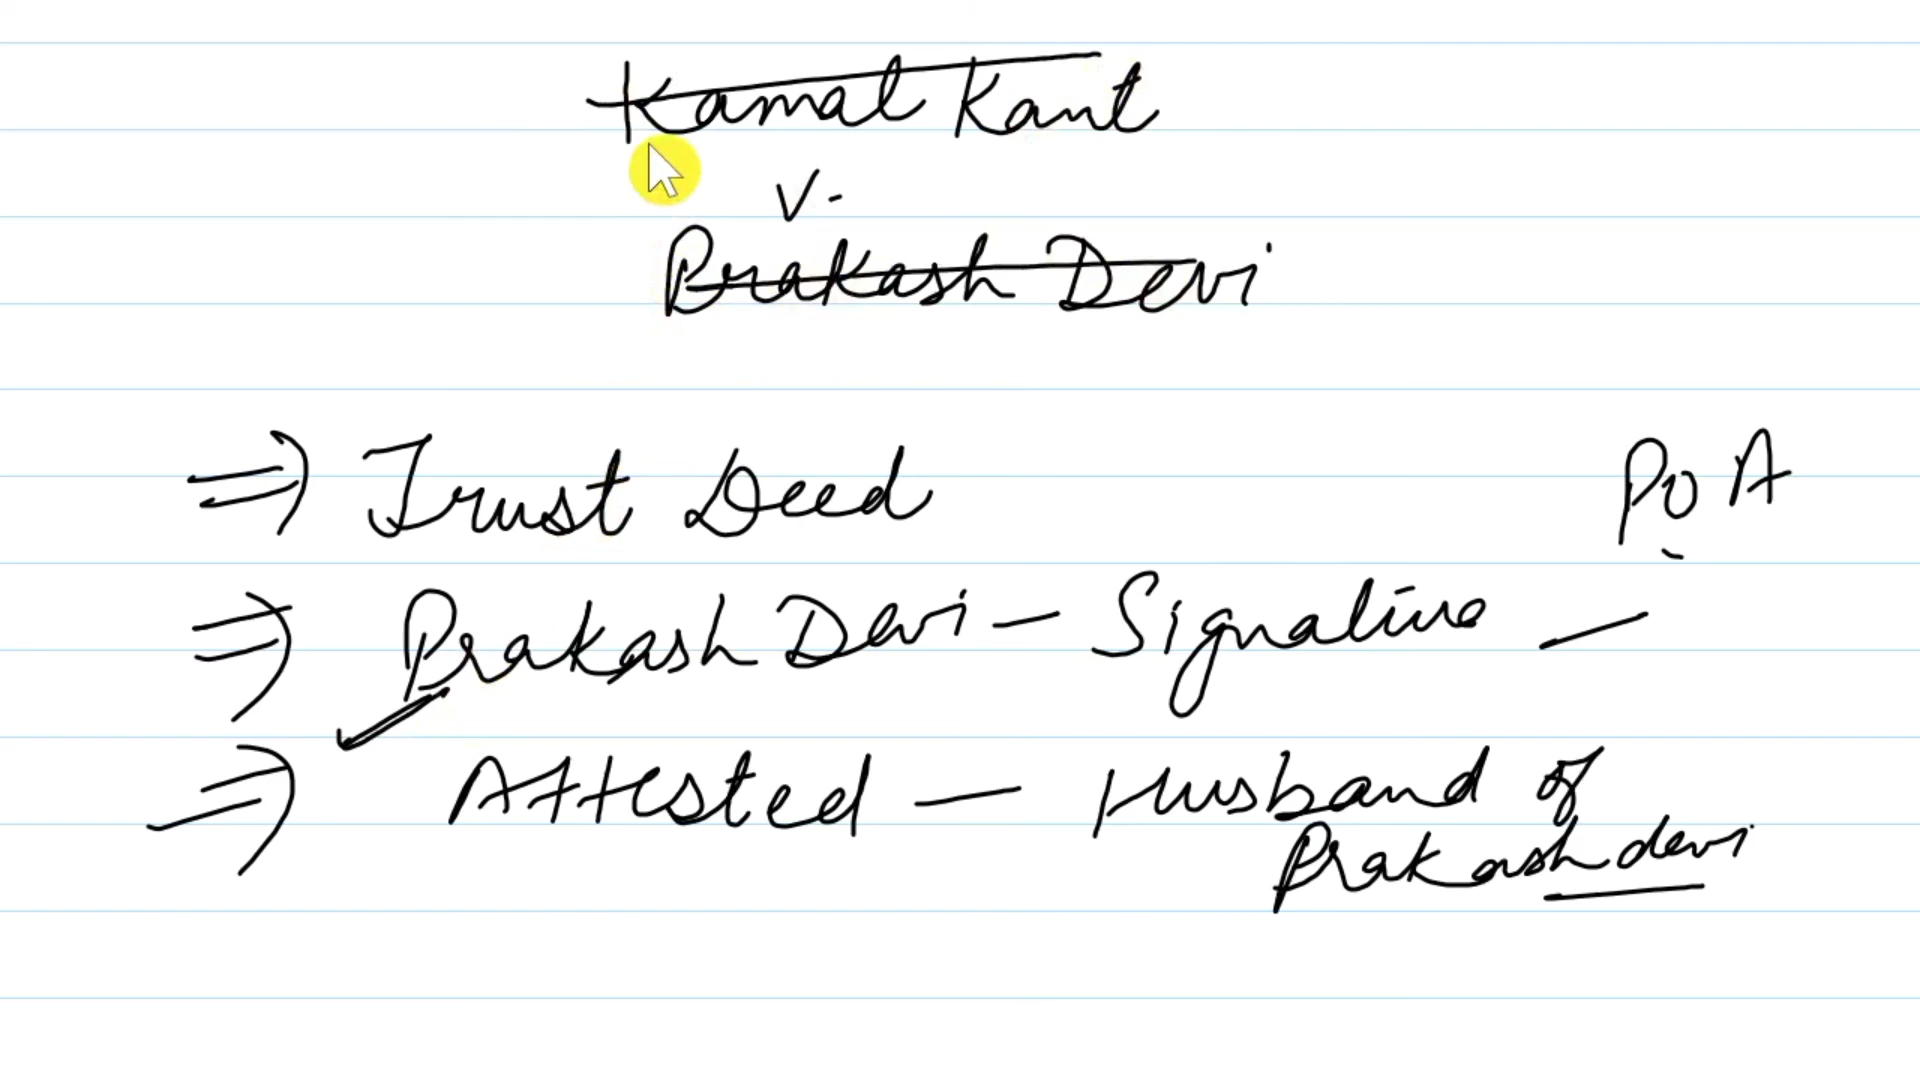 Kamal Kant
V.
Prakash Devi
⇒ Trust Deed
PoA
⇒ Prakash Devi - Signature -
⇒ Attested - Husband of
Prakash devi